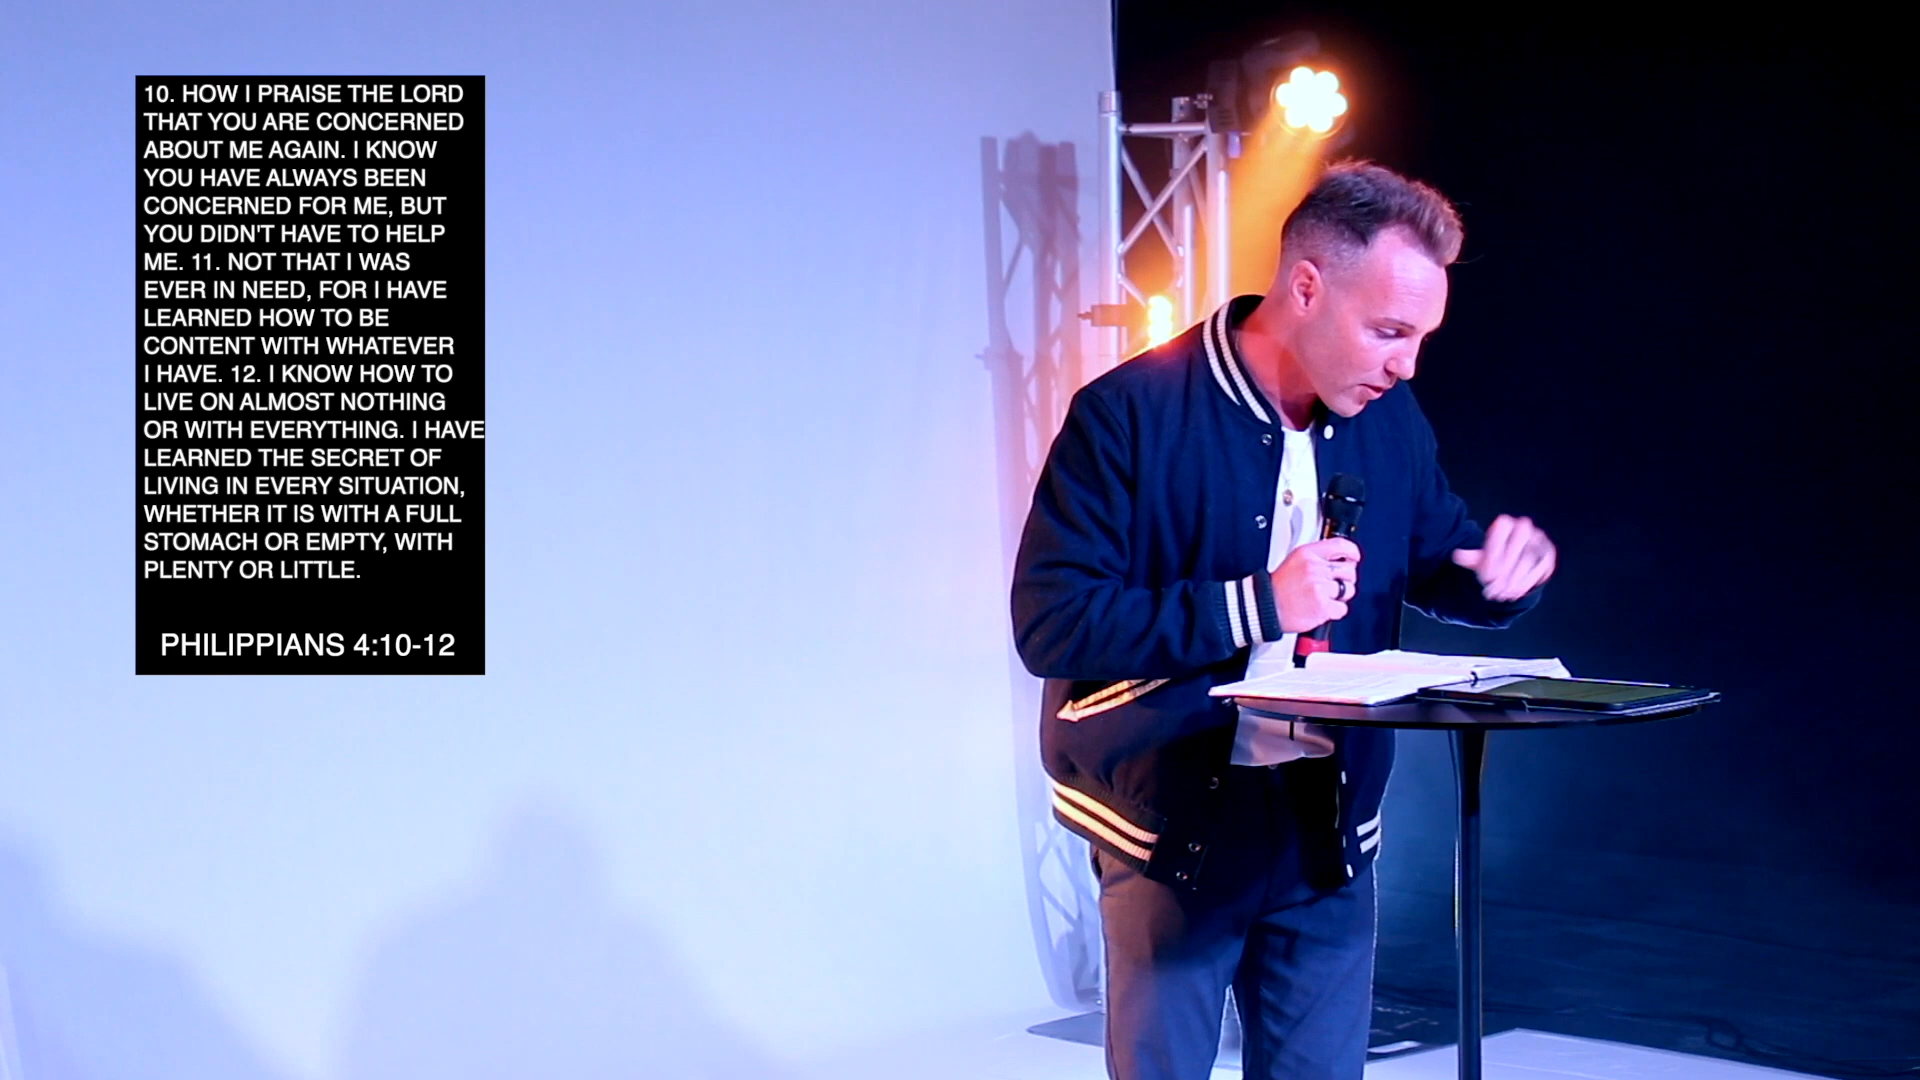 10. HOW I PRAISE THE LORD
THAT YOU ARE CONCERNED
ABOUT ME AGAIN. I KNOW
YOU HAVE ALWAYS BEEN
CONCERNED FOR ME, BUT
YOU DIDN'T HAVE TO HELP
ME. 11. NOT THAT I WAS
EVER IN NEED, FOR I HAVE
LEARNED HOW TO BE
CONTENT WITH WHATEVER
I HAVE. 12. I KNOW HOW TO
LIVE ON ALMOST NOTHING
OR WITH EVERYTHING. I HAVE
LEARNED THE SECRET OF
LIVING IN EVERY SITUATION,
WHETHER IT IS WITH A FULL
STOMACH OR EMPTY, WITH
PLENTY OR LITTLE.
PHILIPPIANS 4:10-12